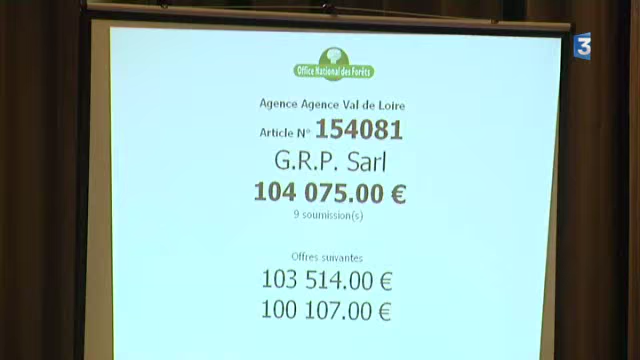 3
Office National des Forêts
Agence Agence Val de Loire
Article N° 154081
G.R.P. Sarl
104 075.00 €
9 soumission(s)
Offres suivantes
103 514.00 €
100 107.00 €